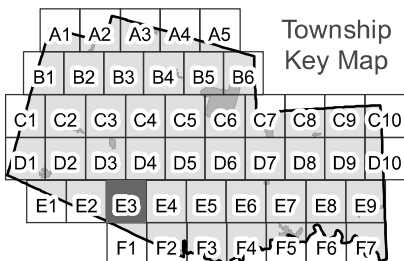 Township
Key Map
A1 A2 A3 A4 A5
B1 B2 B3 B4 B5 B6
C1 C2 C3 C4 C5 C6 C7 C8 C9 C10
D1 D2 D3 D4 D5 D6 D7 D8 D9 D10
E1 E2 E3 E4 E5 E6 E7 E8 E9
F1 F2 F3 F4 F5 F6 F7